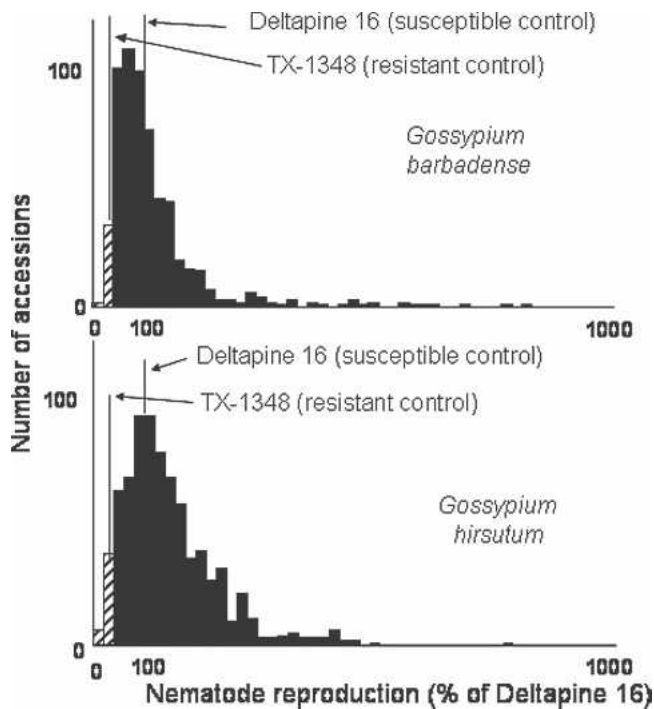 Deltapine 16 (susceptible control)
TX-1348 (resistant control)
100
Gossypium
barbadense
0
0
100
1000
Number of accessions
Deltapine 16 (susceptible control)
TX-1348 (resistant control)
100
Gossypium
hirsutum
0
0
100
1000
Nematode reproduction (% of Deltapine 16)